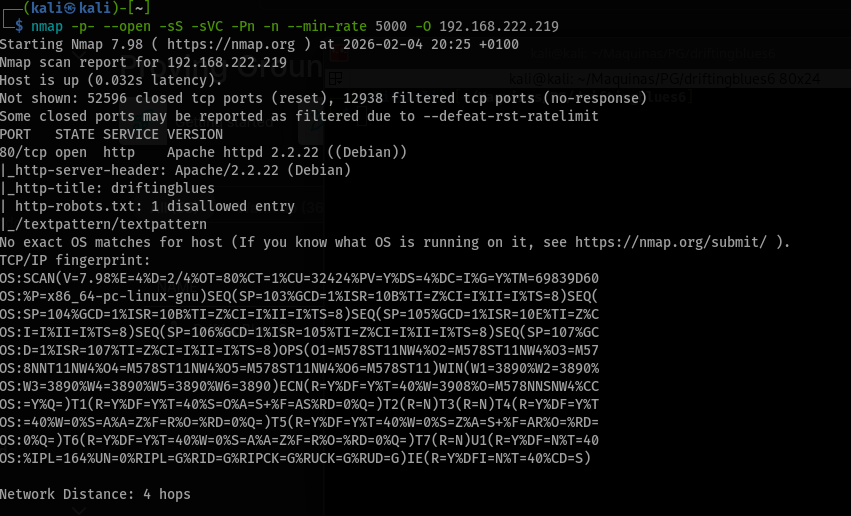 ┌──(kali㉿kali)-[~]
└─$ nmap -p- --open -sS -sVC -Pn -n --min-rate 5000 -O 192.168.222.219
Starting Nmap 7.98 ( https://nmap.org ) at 2026-02-04 20:25 +0100
Nmap scan report for 192.168.222.219
Host is up (0.032s latency).
Not shown: 52596 closed tcp ports (reset), 12938 filtered tcp ports (no-response)
Some closed ports may be reported as filtered due to --defeat-rst-ratelimit
PORT   STATE SERVICE VERSION
80/tcp open  http    Apache httpd 2.2.22 ((Debian))
|_http-server-header: Apache/2.2.22 (Debian)
|_http-title: driftingblues
| http-robots.txt: 1 disallowed entry
|_/textpattern/textpattern
No exact OS matches for host (If you know what OS is running on it, see https://nmap.org/submit/ ).
TCP/IP fingerprint:
OS:SCAN(V=7.98%E=4%D=2/4%OT=80%CT=1%CU=32424%PV=Y%DS=4%DC=I%G=Y%TM=69839D60
OS:%P=x86_64-pc-linux-gnu)SEQ(SP=103%GCD=1%ISR=10B%TI=Z%CI=I%II=I%TS=8)SEQ(
OS:SP=104%GCD=1%ISR=10B%TI=Z%CI=I%II=I%TS=8)SEQ(SP=105%GCD=1%ISR=10E%TI=Z%C
OS:I=I%II=I%TS=8)SEQ(SP=106%GCD=1%ISR=105%TI=Z%CI=I%II=I%TS=8)SEQ(SP=107%GC
OS:D=1%ISR=107%TI=Z%CI=I%II=I%TS=8)OPS(O1=M578ST11NW4%O2=M578ST11NW4%O3=M57
OS:8NNT11NW4%O4=M578ST11NW4%O5=M578ST11NW4%O6=M578ST11)WIN(W1=3890%W2=3890%
OS:W3=3890%W4=3890%W5=3890%W6=3890)ECN(R=Y%DF=Y%T=40%W=3908%O=M578NNSNW4%CC
OS:=Y%Q=)T1(R=Y%DF=Y%T=40%S=O%A=S+%F=AS%RD=0%Q=)T2(R=N)T3(R=N)T4(R=Y%DF=Y%T
OS:=40%W=0%S=A%A=Z%F=R%O=%RD=0%Q=)T5(R=Y%DF=Y%T=40%W=0%S=Z%A=S+%F=AR%O=%RD=
OS:0%Q=)T6(R=Y%DF=Y%T=40%W=0%S=A%A=Z%F=R%O=%RD=0%Q=)T7(R=N)U1(R=Y%DF=N%T=40
OS:%IPL=164%UN=0%RIPL=G%RID=G%RIPCK=G%RUCK=G%RUD=G)IE(R=Y%DFI=N%T=40%CD=S)
Network Distance: 4 hops
kali@kali: ~/Maquinas/PG/driftingblues6 80x24